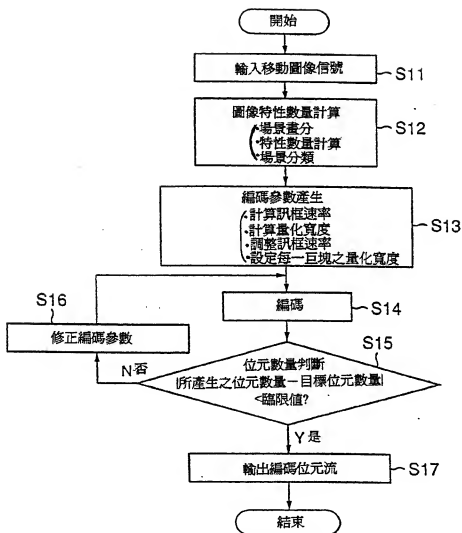 開始
輸入移動圖像信號
S11
圖像特性數量計算
•場景畫分
•特性數量計算
•場景分類
S12
編碼參數產生
•計算訊框速率
•計算量化寬度
•調整訊框速率
•設定每一巨塊之量化寬度
S13
S16
修正編碼參數
編碼
S14
S15
位元數量判斷
|所產生之位元數量－目標位元數量|
<臨限值?
N否
Y是
輸出編碼位元流
S17
結束